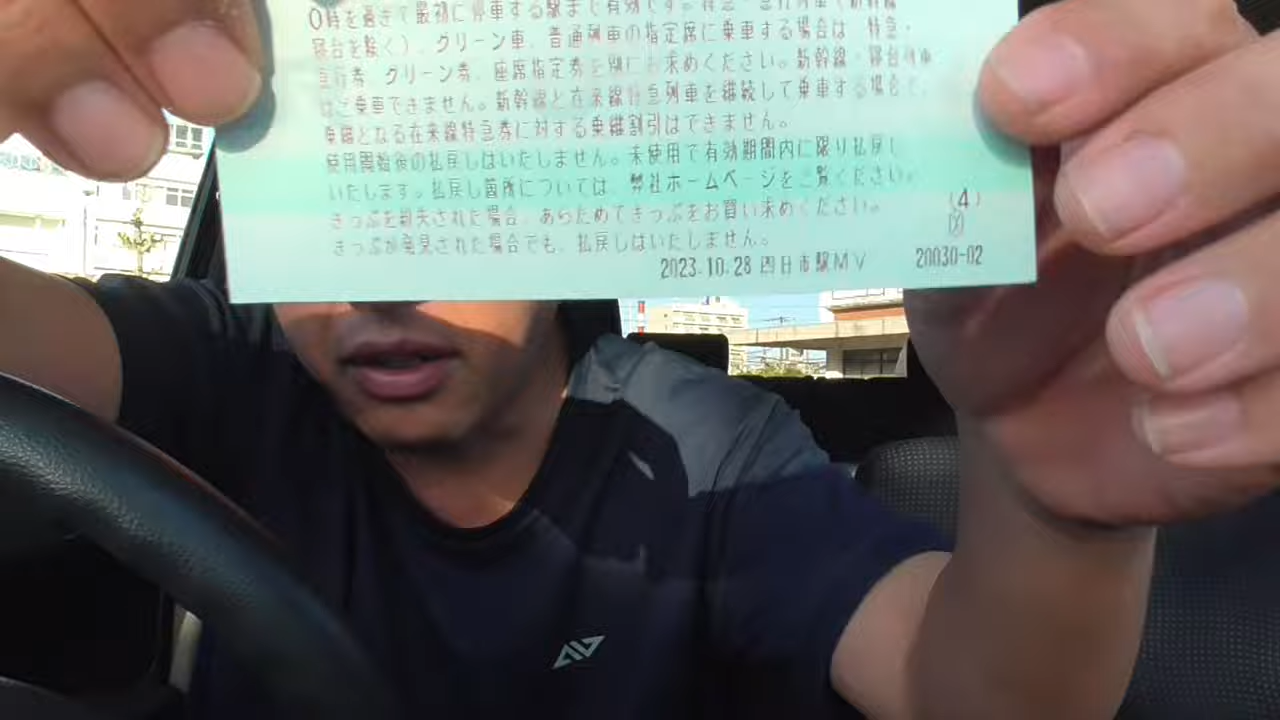 0時を過ぎて最初に停車する駅まで有効です。特急・急行列車(新幹線
寝台を除く)、グリーン車、普通列車の指定席に乗車する場合は 特急・
急行券、グリーン券、座席指定券を別にお求めください。新幹線・寝台列車
はご乗車できません。新幹線と在来線特急列車を継続して乗車する場合で、
乗継となる在来線特急券に対する乗継割引はできません。
使用開始後の払戻しはいたしません。未使用で有効期間内に限り払戻し
いたします。払戻し箇所については 弊社ホームページをご覧ください。
きっぷを紛失された場合、あらためてきっぷをお買い求めください。
きっぷが発見された場合でも、払戻しはいたしません。
(4)
2023.10.28 四日市駅MV
20030-02